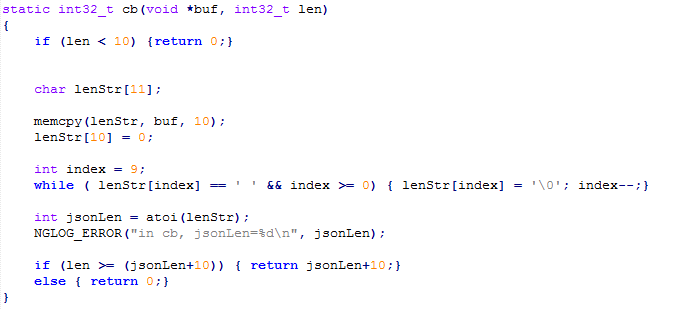 static int32_t cb(void *buf, int32_t len)
{
    if (len < 10) {return 0;}
    char lenStr[11];
    memcpy(lenStr, buf, 10);
    lenStr[10] = 0;
    int index = 9;
    while ( lenStr[index] == ' ' && index >= 0) { lenStr[index] = '\0'; index--;}
    int jsonLen = atoi(lenStr);
    NGLOG_ERROR("in cb, jsonLen=%d\n", jsonLen);
    if (len >= (jsonLen+10)) { return jsonLen+10;}
    else { return 0;}
}